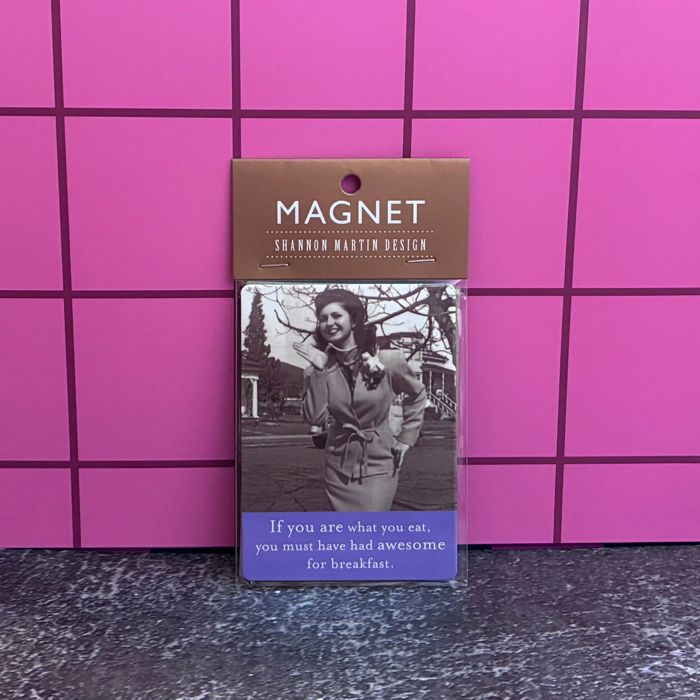 MAGNET
SHANNON MARTIN DESIGN
If you are what you eat,
you must have had awesome
for breakfast.